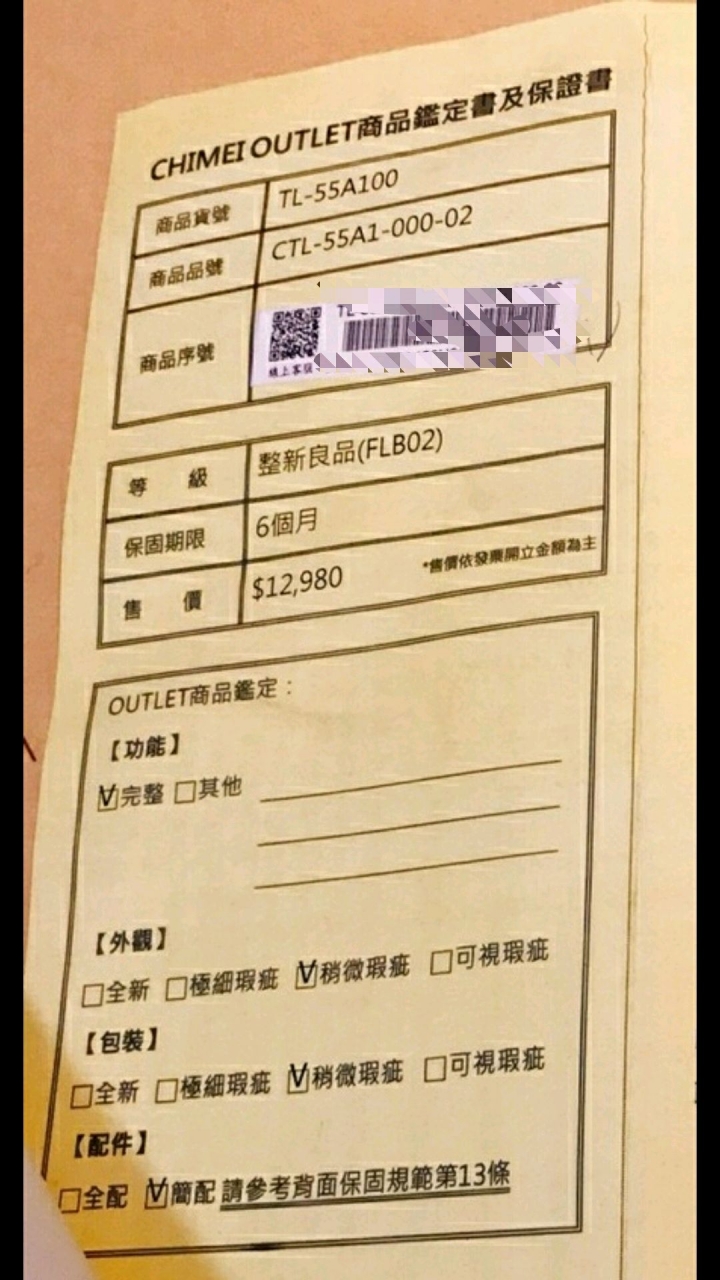 CHIMEI OUTLET商品鑑定書及保證書
商品貨號 TL-55A100
商品品號 CTL-55A1-000-02
商品序號
線上客服
等 級 整新良品(FLB02)
保固期限 6個月
售 價 $12,980 *售價依發票開立金額為主
OUTLET商品鑑定：
【功能】
☑完整 □其他
【外觀】
□全新 □極細瑕疵 ☑稍微瑕疵 □可視瑕疵
【包裝】
□全新 □極細瑕疵 ☑稍微瑕疵 □可視瑕疵
【配件】
□全配 ☑簡配 請參考背面保固規範第13條